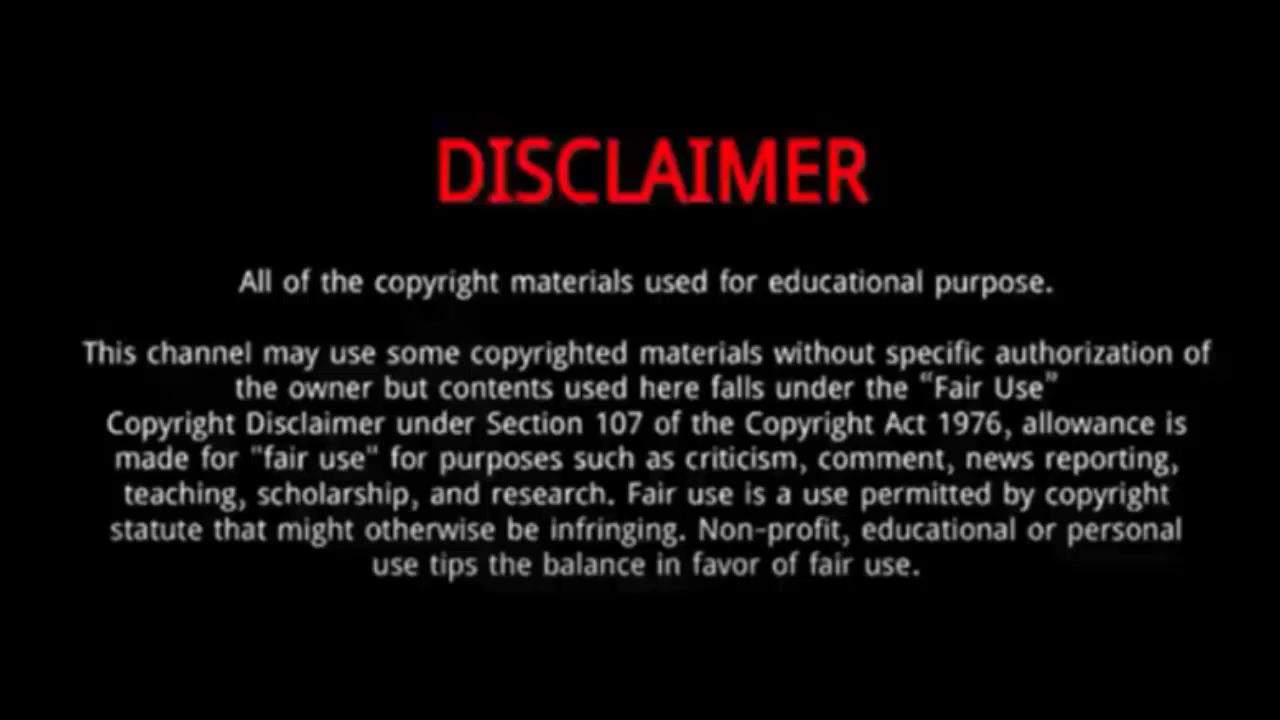 DISCLAIMER
All of the copyright materials used for educational purpose.
This channel may use some copyrighted materials without specific authorization of
the owner but contents used here falls under the “Fair Use”
Copyright Disclaimer under Section 107 of the Copyright Act 1976, allowance is
made for "fair use" for purposes such as criticism, comment, news reporting,
teaching, scholarship, and research. Fair use is a use permitted by copyright
statute that might otherwise be infringing. Non-profit, educational or personal
use tips the balance in favor of fair use.